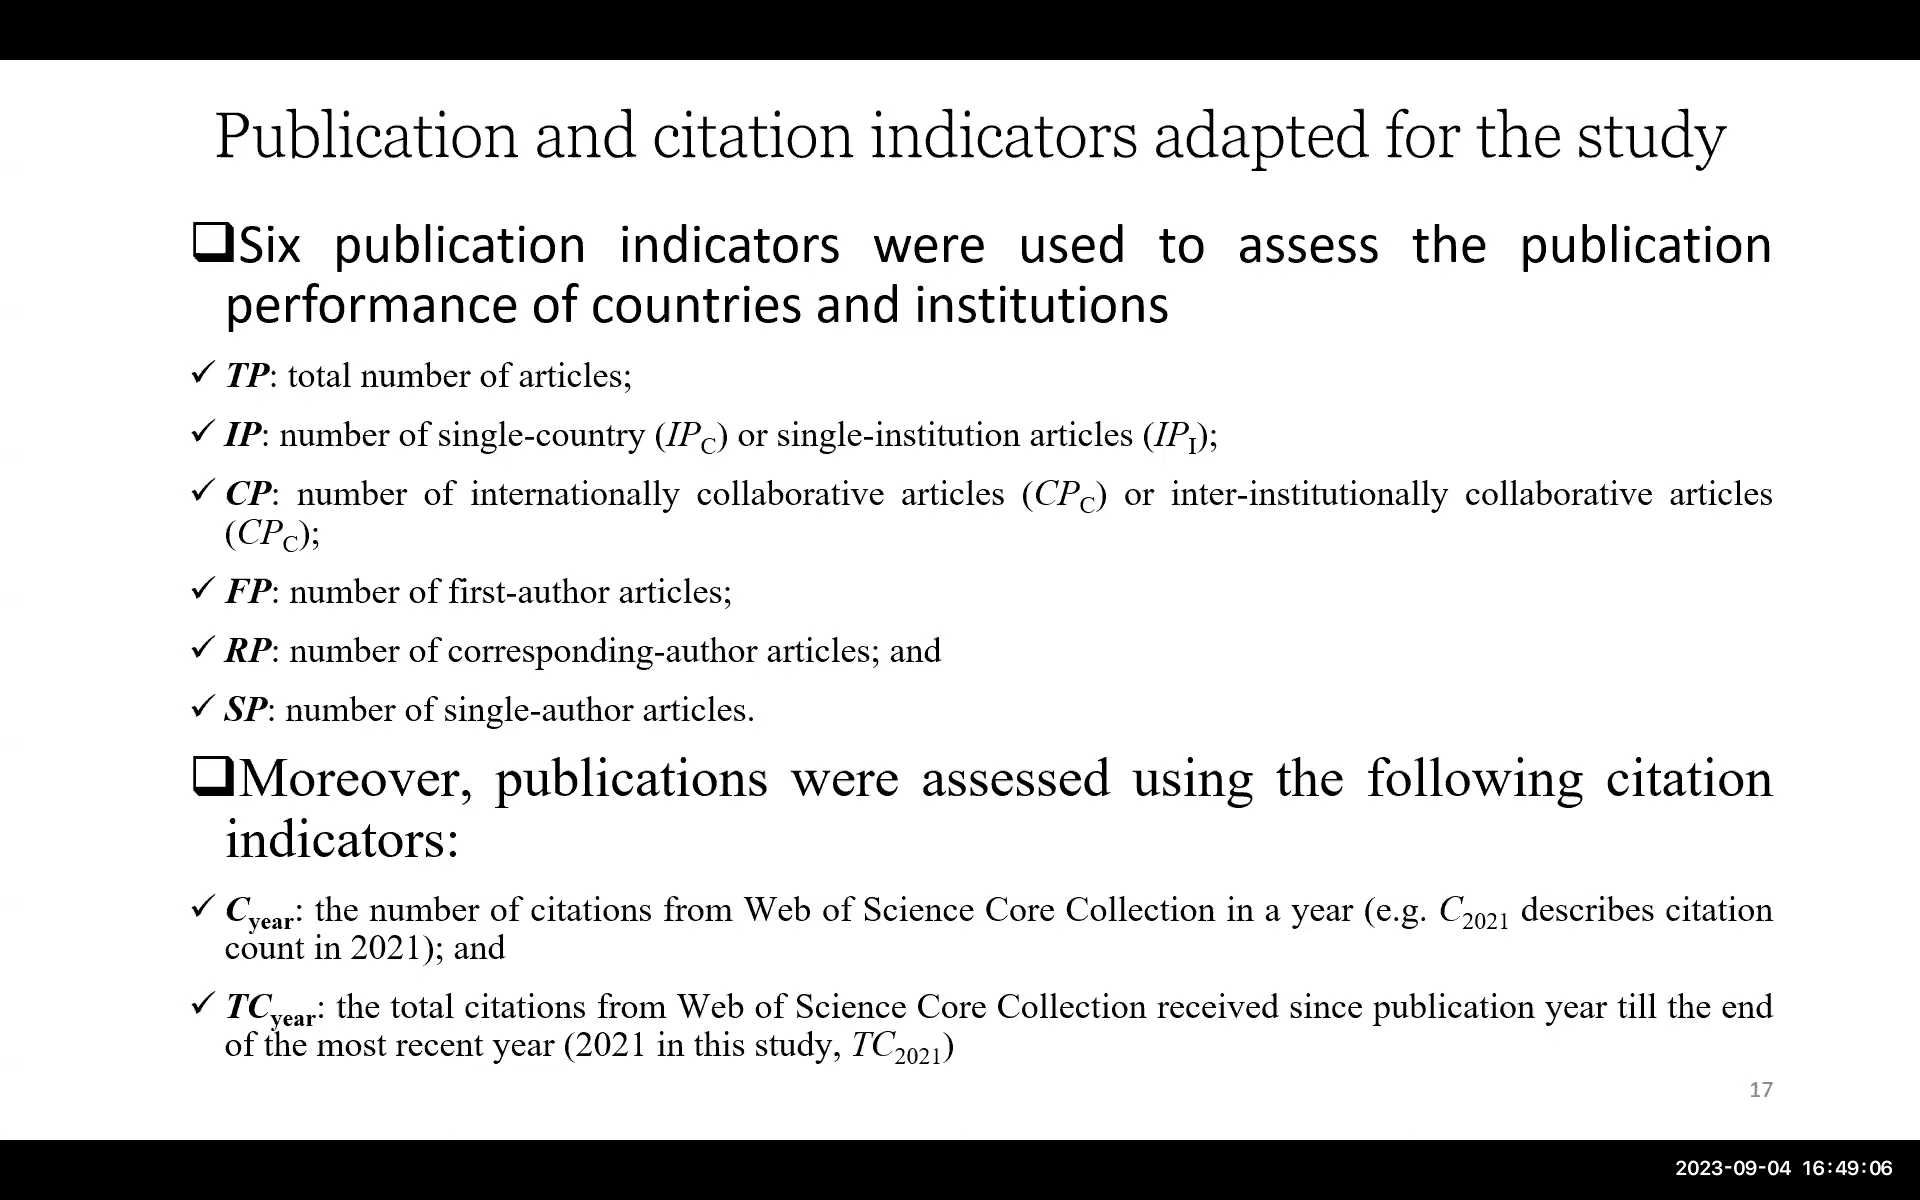 Publication and citation indicators adapted for the study
❑Six publication indicators were used to assess the publication
performance of countries and institutions
✓ TP: total number of articles;
✓ IP: number of single-country (IPC) or single-institution articles (IPI);
✓ CP: number of internationally collaborative articles (CPC) or inter-institutionally collaborative articles
(CPC);
✓ FP: number of first-author articles;
✓ RP: number of corresponding-author articles; and
✓ SP: number of single-author articles.
❑Moreover, publications were assessed using the following citation
indicators:
✓ Cyear: the number of citations from Web of Science Core Collection in a year (e.g. C2021 describes citation
count in 2021); and
✓ TCyear: the total citations from Web of Science Core Collection received since publication year till the end
of the most recent year (2021 in this study, TC2021)
17
2023-09-04 16:49:06